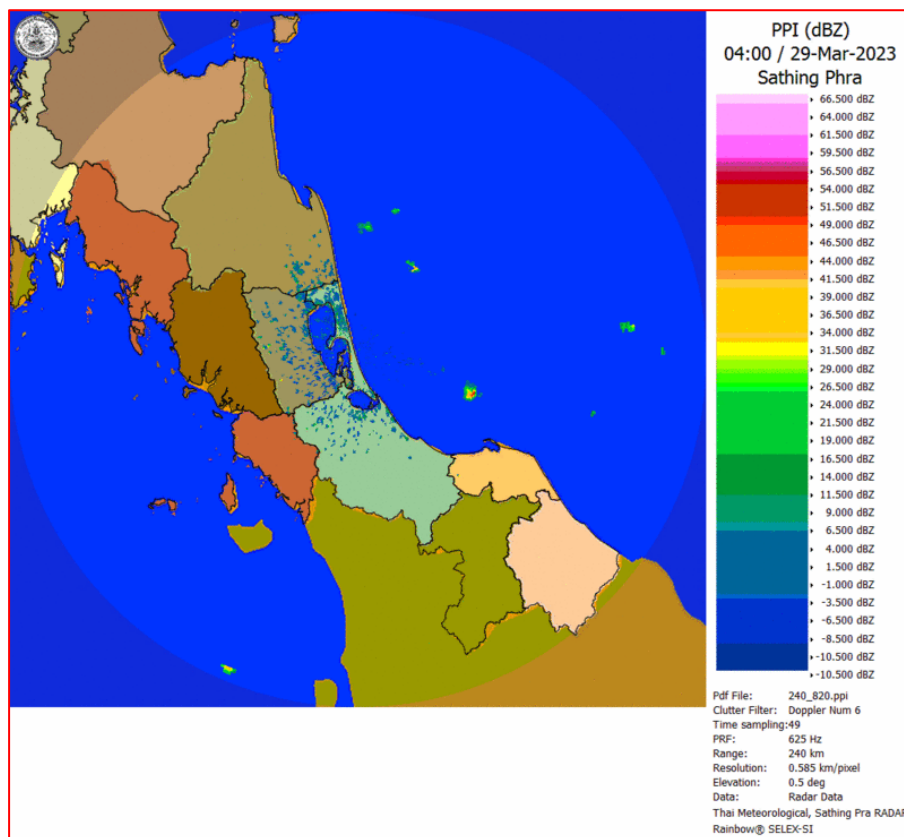 PPI (dBZ)
04:00 / 29-Mar-2023
Sathing Phra
66.500 dBZ
64.000 dBZ
61.500 dBZ
59.500 dBZ
56.500 dBZ
54.000 dBZ
51.500 dBZ
49.000 dBZ
46.500 dBZ
44.000 dBZ
41.500 dBZ
39.000 dBZ
36.500 dBZ
34.000 dBZ
31.500 dBZ
29.000 dBZ
26.500 dBZ
24.000 dBZ
21.500 dBZ
19.000 dBZ
16.500 dBZ
14.000 dBZ
11.500 dBZ
9.000 dBZ
6.500 dBZ
4.000 dBZ
1.500 dBZ
-1.000 dBZ
-3.500 dBZ
-8.500 dBZ
-10.500 dBZ
-10.500 dBZ
Pdf File: 240_820.ppi
Clutter Filter: Doppler Num 6
Time sampling:49
PRF: 625 Hz
Range: 240 km
Resolution: 0.585 km/pixel
Elevation: 0.5 deg
Data: Radar Data
Thai Meteorological, Sathing Pra RADAR
Rainbow® SELEX-SI